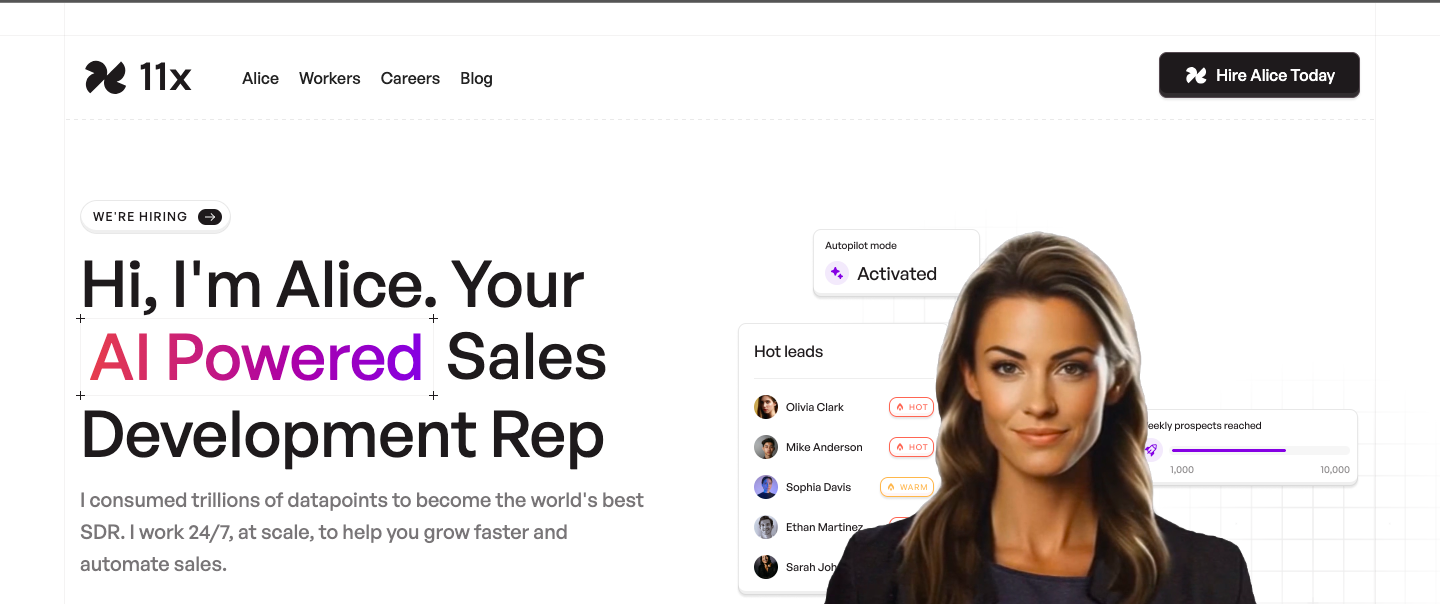 11x
Alice
Workers
Careers
Blog
Hire Alice Today
WE'RE HIRING
Hi, I'm Alice. Your
AI Powered Sales
Development Rep
I consumed trillions of datapoints to become the world's best
SDR. I work 24/7, at scale, to help you grow faster and
automate sales.
Autopilot mode
Activated
Hot leads
Olivia Clark HOT
Mike Anderson HOT
Sophia Davis WARM
Ethan Martinez
Sarah Joh
eekly prospects reached
1,000 10,000